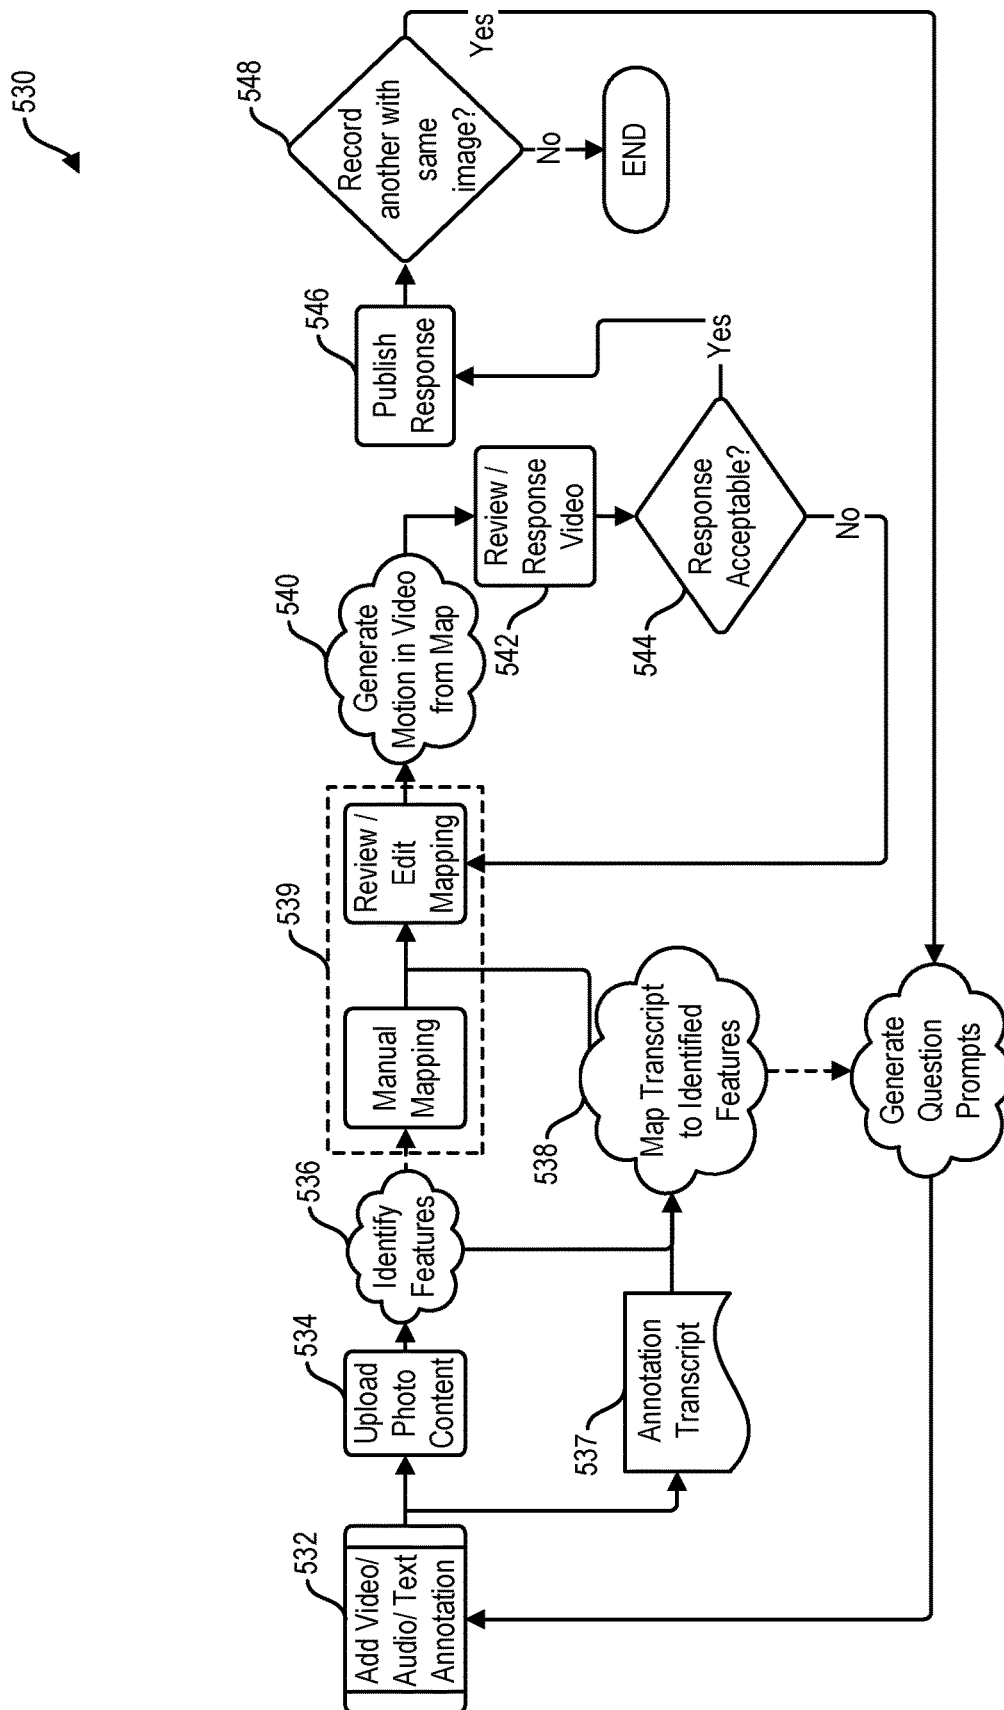 530
532
Add Video/
Audio/ Text
Annotation
534
Upload
Photo
Content
536
Identify
Features
537
Annotation
Transcript
538
Map Transcript
to Identified
Features
539
Manual
Mapping
Review /
Edit
Mapping
540
Generate
Motion in Video
from Map
542
Review /
Response
Video
544
Response
Acceptable?
No
Yes
546
Publish
Response
548
Record
another with
same
image?
No
END
Yes
Generate
Question
Prompts